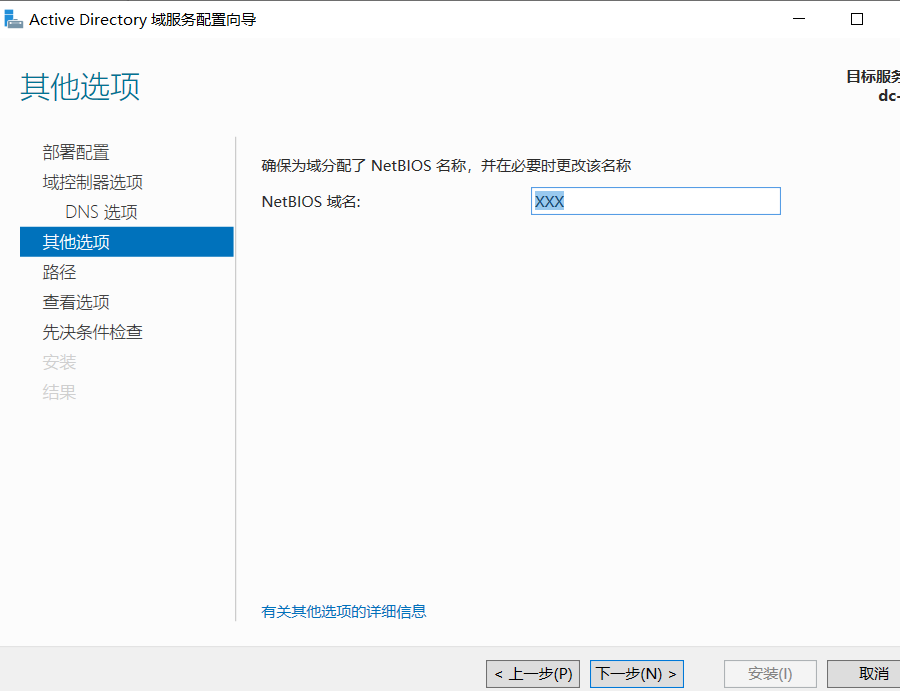 Active Directory 域服务配置向导
其他选项
目标服务
dc-
部署配置
域控制器选项
DNS 选项
其他选项
路径
查看选项
先决条件检查
安装
结果
确保为域分配了 NetBIOS 名称，并在必要时更改该名称
NetBIOS 域名:
XXX
有关其他选项的详细信息
< 上一步(P)
下一步(N) >
安装(I)
取消